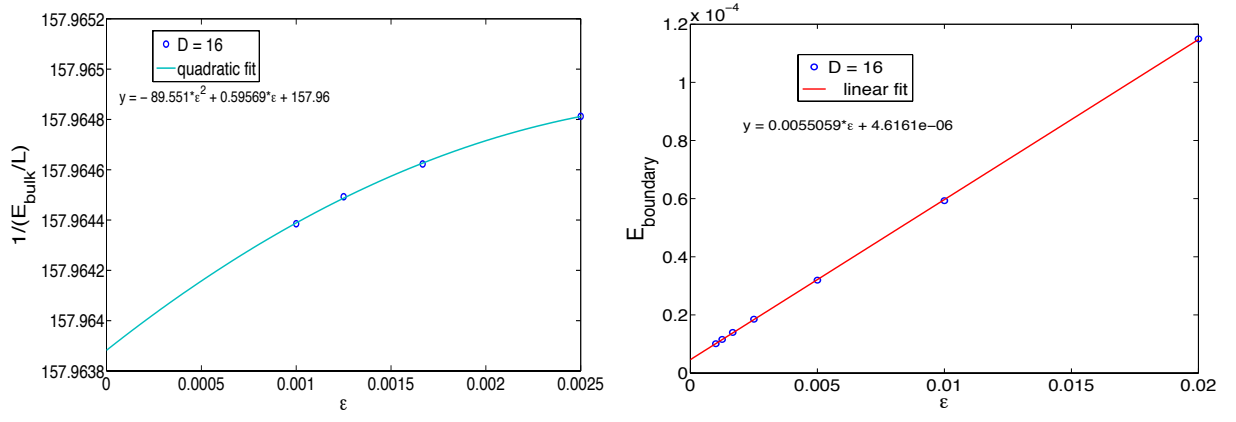 157.9652
157.965
157.9648
157.9646
157.9644
157.9642
157.964
157.9638
1/(E_bulk/L)
D = 16
quadratic fit
y = − 89.551*ε² + 0.59569*ε + 157.96
0 0.0005 0.001 0.0015 0.002 0.0025
ε
x 10⁻⁴
1.2
1
0.8
0.6
0.4
0.2
0
E_boundary
D = 16
linear fit
y = 0.0055059*ε + 4.6161e−06
0 0.005 0.01 0.015 0.02
ε